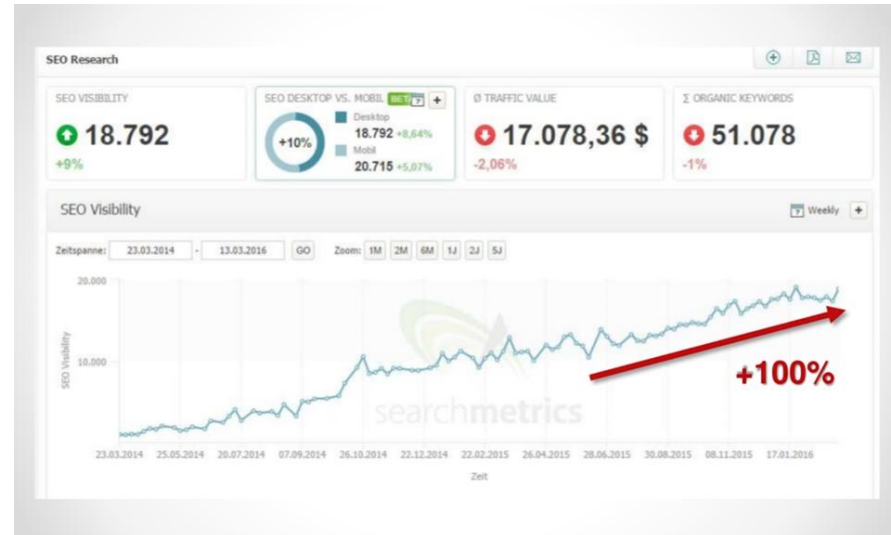 SEO Research
SEO VISIBILITY
18.792
+9%
SEO DESKTOP VS. MOBIL BETA
+10%
Desktop
18.792 +8,64%
Mobil
20.715 +5,07%
Ø TRAFFIC VALUE
17.078,36 $
-2,06%
Σ ORGANIC KEYWORDS
51.078
-1%
SEO Visibility
Weekly
Zeitspanne: 23.03.2014 - 13.03.2016 GO Zoom: 1M 2M 6M 1J 2J 5J
20.000
10.000
SEO Visibility
searchmetrics
+100%
23.03.2014 25.05.2014 20.07.2014 07.09.2014 26.10.2014 22.12.2014 22.02.2015 26.04.2015 28.06.2015 30.08.2015 08.11.2015 17.01.2016
Zeit